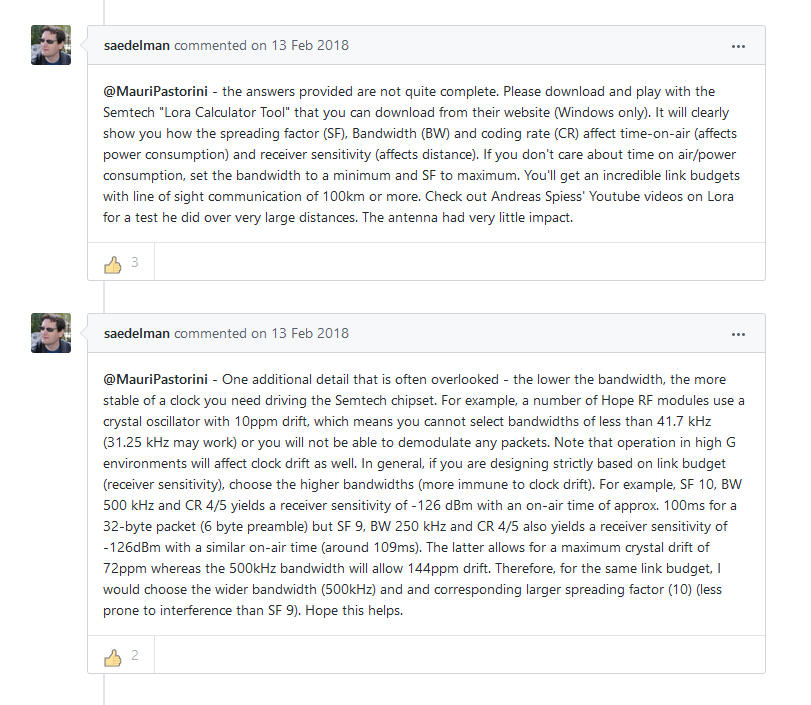 saedelman commented on 13 Feb 2018 •••
@MauriPastorini - the answers provided are not quite complete. Please download and play with the
Semtech "Lora Calculator Tool" that you can download from their website (Windows only). It will clearly
show you how the spreading factor (SF), Bandwidth (BW) and coding rate (CR) affect time-on-air (affects
power consumption) and receiver sensitivity (affects distance). If you don't care about time on air/power
consumption, set the bandwidth to a minimum and SF to maximum. You'll get an incredible link budgets
with line of sight communication of 100km or more. Check out Andreas Spiess' Youtube videos on Lora
for a test he did over very large distances. The antenna had very little impact.
3
saedelman commented on 13 Feb 2018 •••
@MauriPastorini - One additional detail that is often overlooked - the lower the bandwidth, the more
stable of a clock you need driving the Semtech chipset. For example, a number of Hope RF modules use a
crystal oscillator with 10ppm drift, which means you cannot select bandwidths of less than 41.7 kHz
(31.25 kHz may work) or you will not be able to demodulate any packets. Note that operation in high G
environments will affect clock drift as well. In general, if you are designing strictly based on link budget
(receiver sensitivity), choose the higher bandwidths (more immune to clock drift). For example, SF 10, BW
500 kHz and CR 4/5 yields a receiver sensitivity of -126 dBm with an on-air time of approx. 100ms for a
32-byte packet (6 byte preamble) but SF 9, BW 250 kHz and CR 4/5 also yields a receiver sensitivity of
-126dBm with a similar on-air time (around 109ms). The latter allows for a maximum crystal drift of
72ppm whereas the 500kHz bandwidth will allow 144ppm drift. Therefore, for the same link budget, I
would choose the wider bandwidth (500kHz) and and corresponding larger spreading factor (10) (less
prone to interference than SF 9). Hope this helps.
2